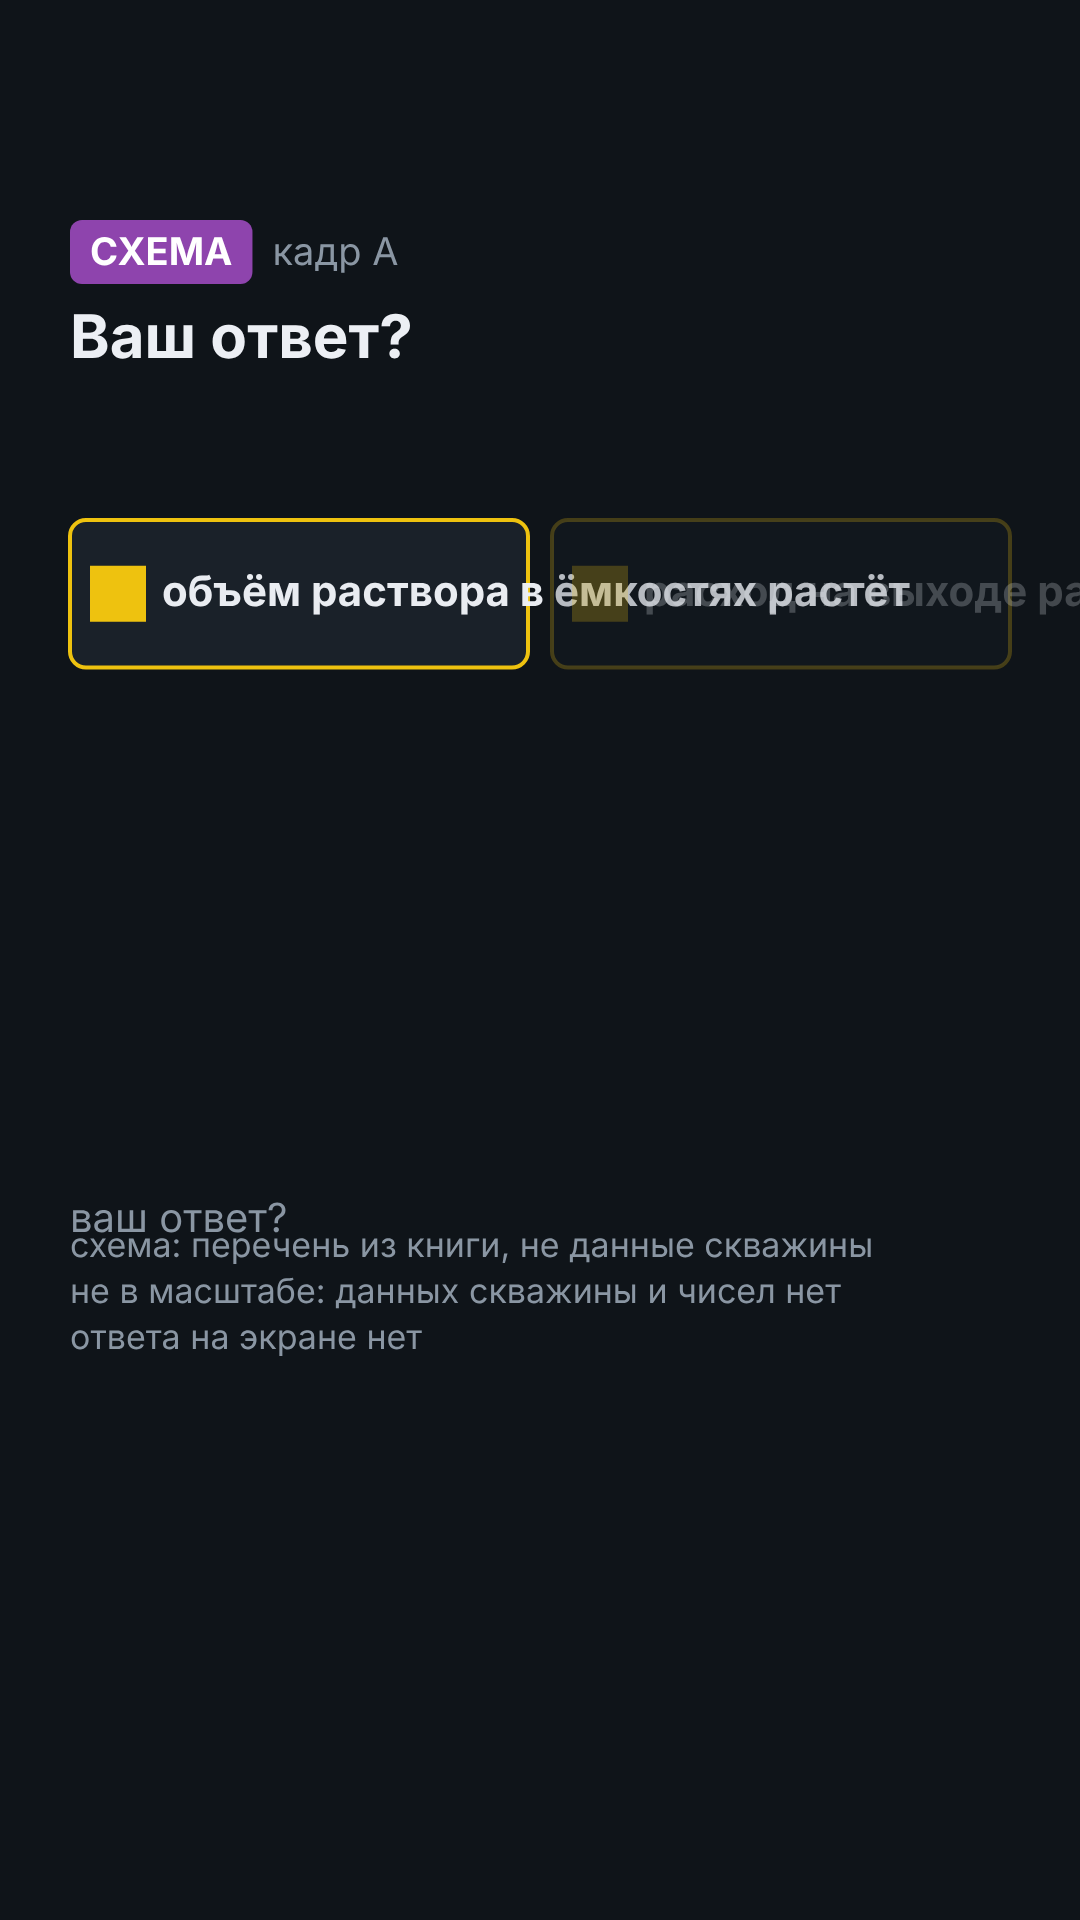 СХЕМА кадр А
Ваш ответ?
объём раствора в ёмкостях растёт
ваш ответ?
схема: перечень из книги, не данные скважины
не в масштабе: данных скважины и чисел нет
ответа на экране нет